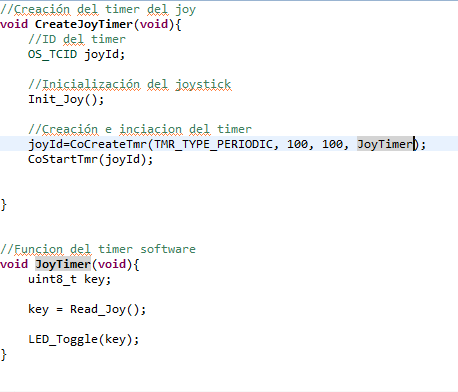 //Creación del timer del joy
void CreateJoyTimer(void){
//ID del timer
OS_TCID joyId;
//Inicialización del joystick
Init_Joy();
//Creación e inciacion del timer
joyId=CoCreateTmr(TMR_TYPE_PERIODIC, 100, 100, JoyTimer);
CoStartTmr(joyId);
}
//Funcion del timer software
void JoyTimer(void){
uint8_t key;
key = Read_Joy();
LED_Toggle(key);
}